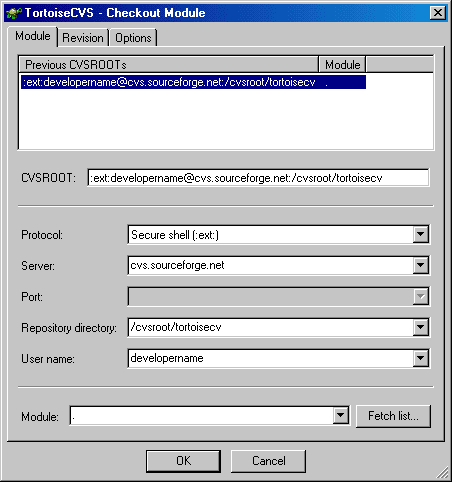 TortoiseCVS - Checkout Module
Module Revision Options
Previous CVSROOTs Module
:ext:developername@cvs.sourceforge.net:/cvsroot/tortoisecv .
CVSROOT: :ext:developername@cvs.sourceforge.net:/cvsroot/tortoisecv
Protocol: Secure shell (:ext:)
Server: cvs.sourceforge.net
Port:
Repository directory: /cvsroot/tortoisecv
User name: developername
Module: . Fetch list...
OK Cancel